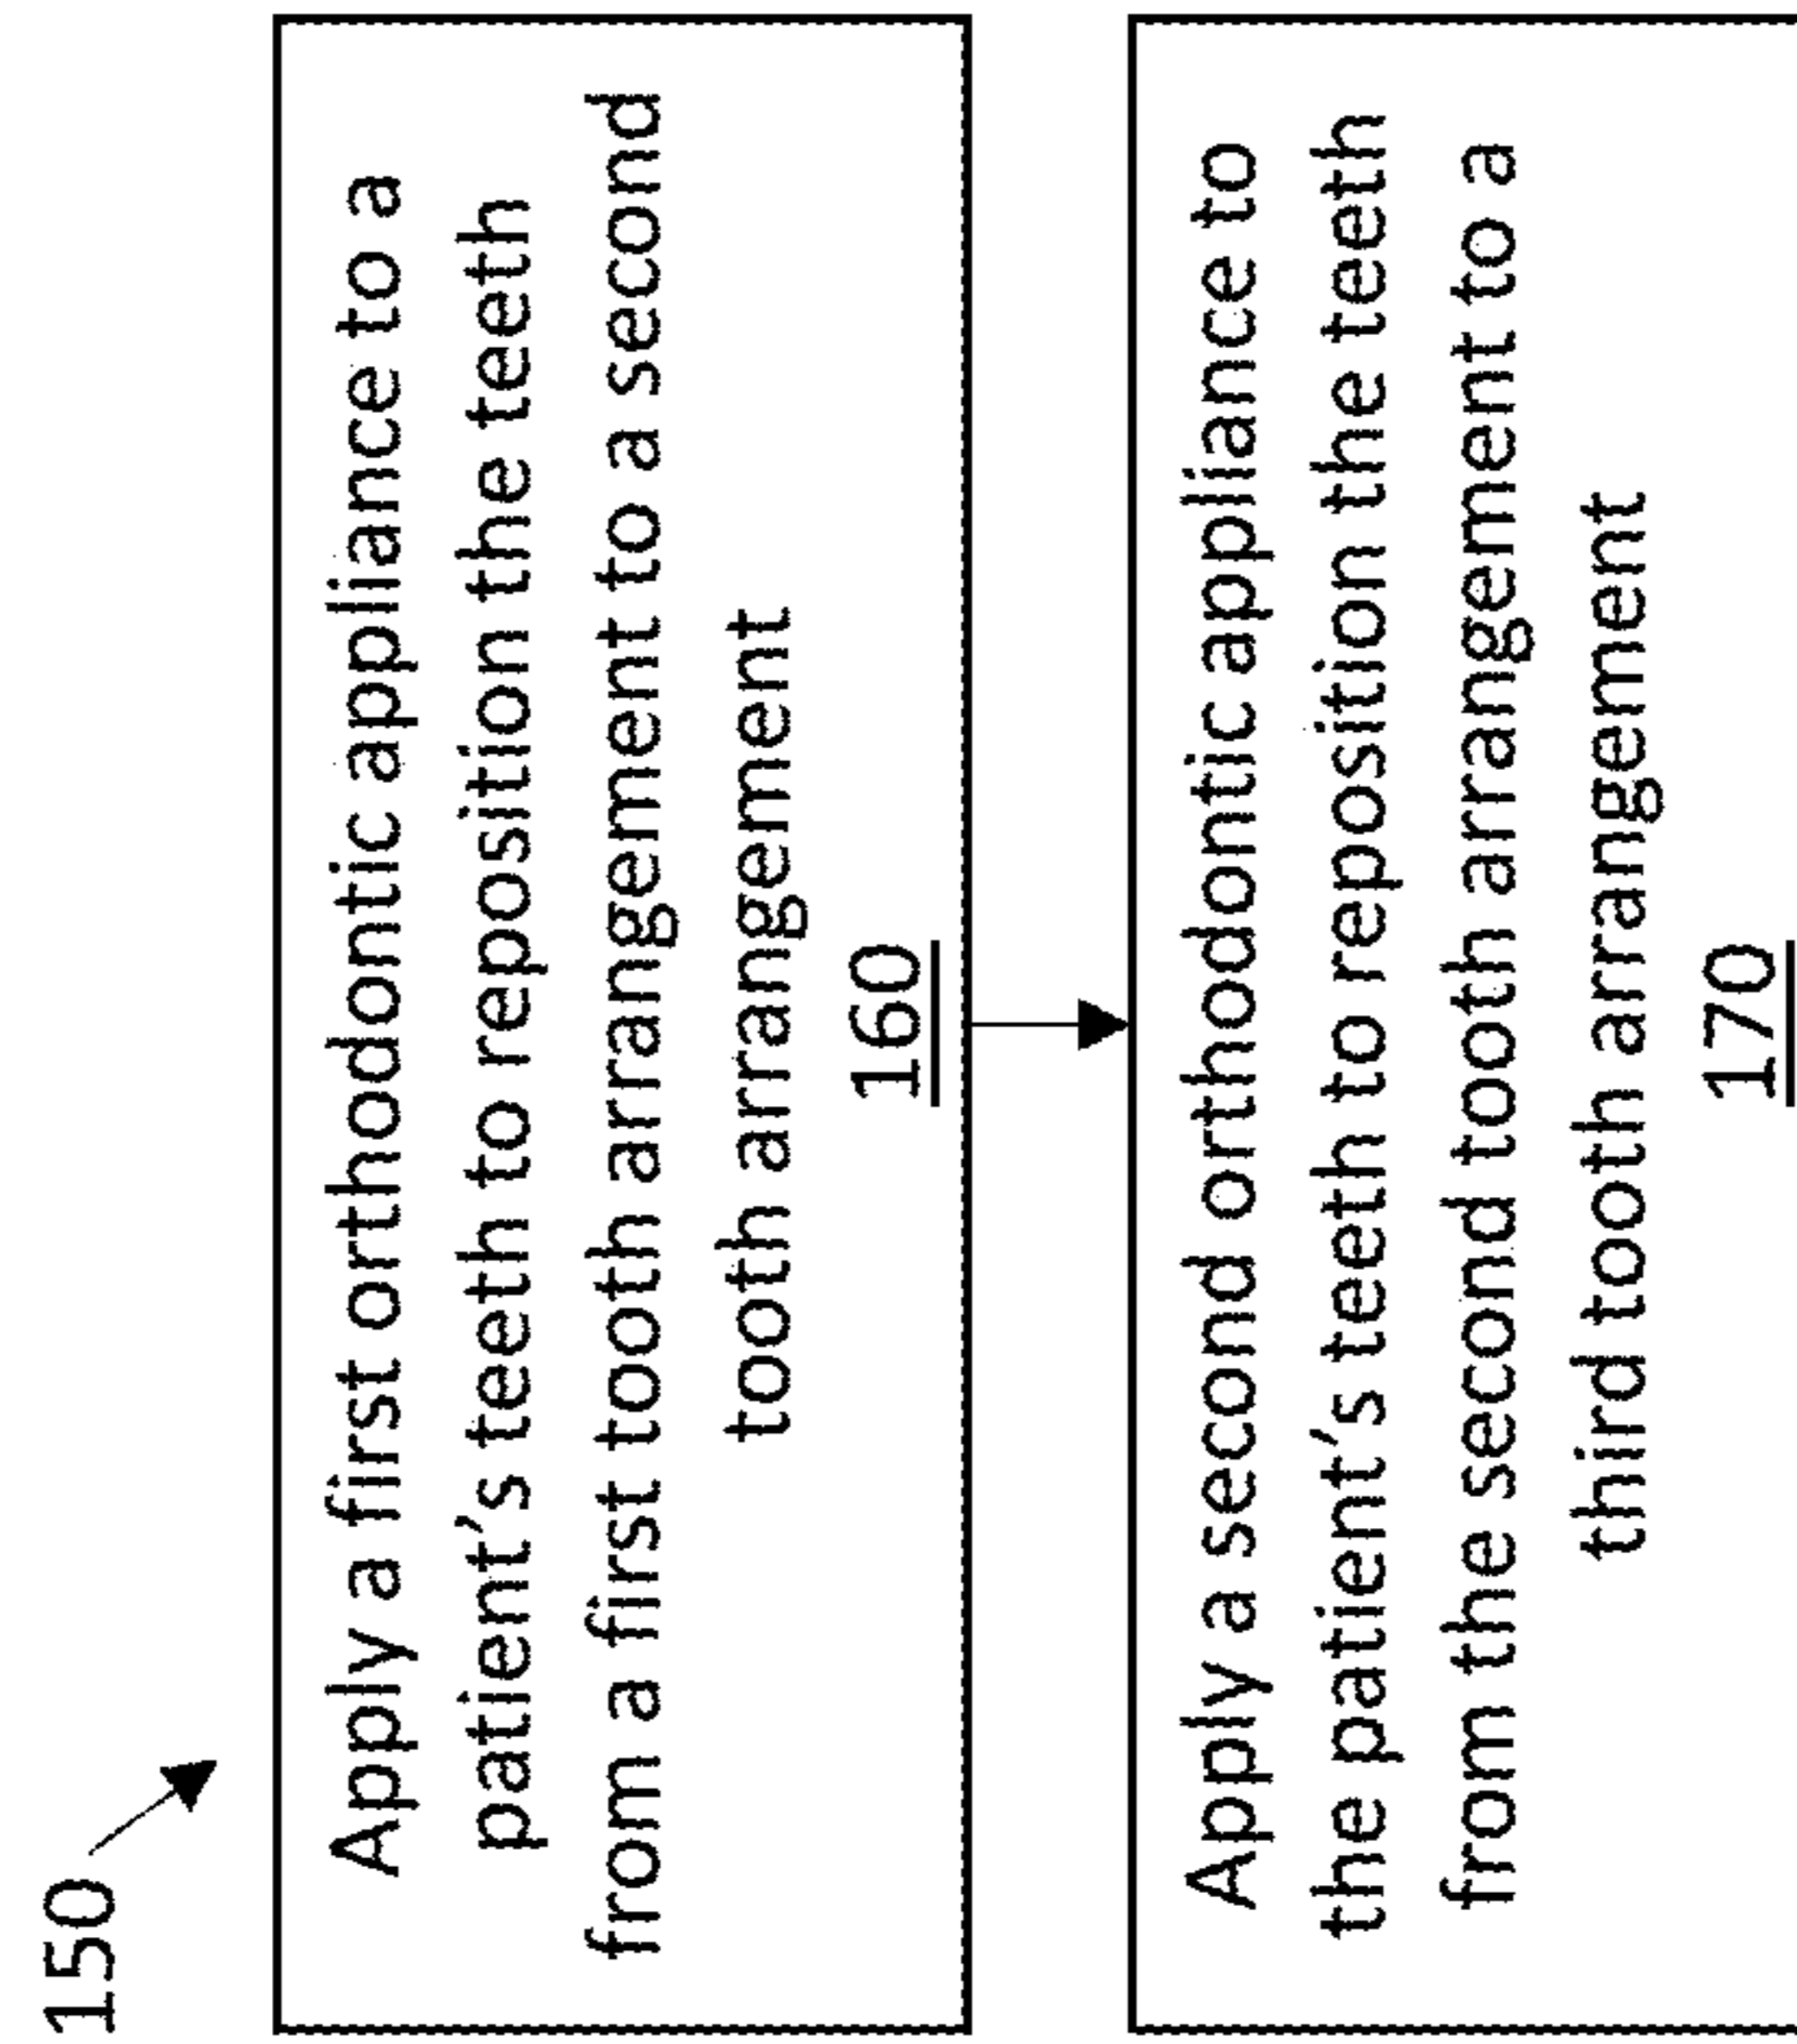 150
Apply a first orthodontic appliance to a
patient's teeth to reposition the teeth
from a first tooth arrangement to a second
tooth arrangement
160
Apply a second orthodontic appliance to
the patient's teeth to reposition the teeth
from the second tooth arrangement to a
third tooth arrangement
170